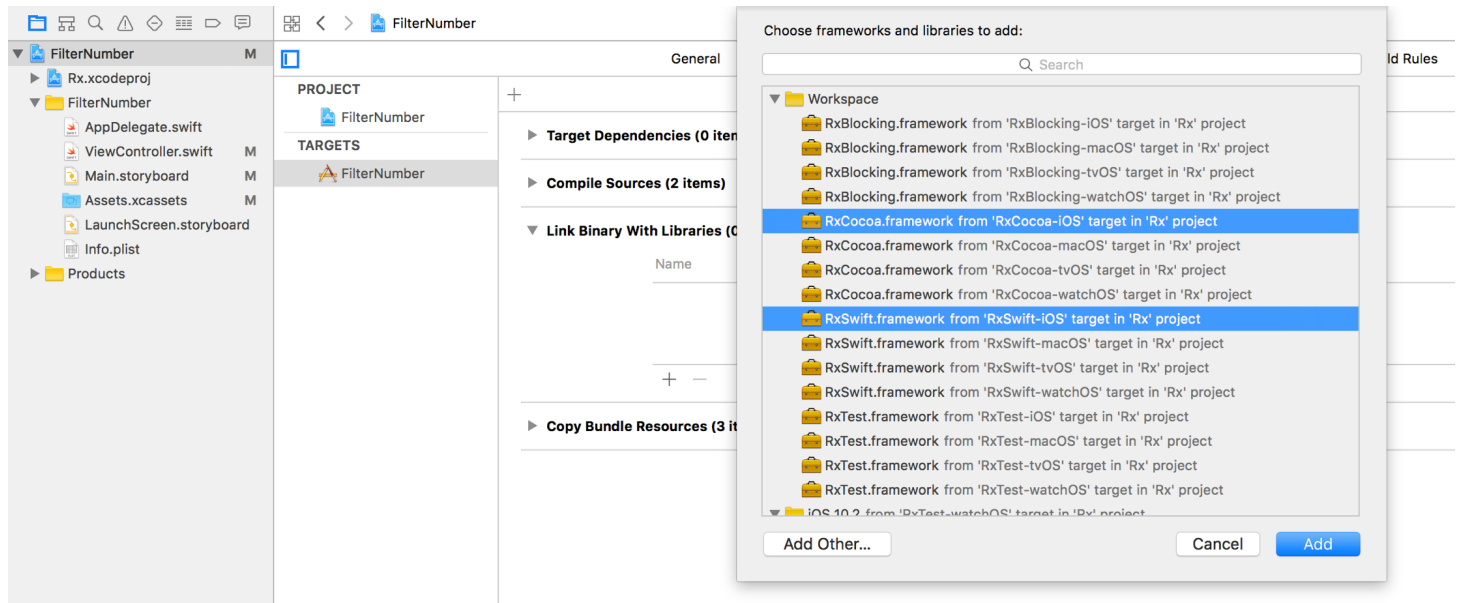 FilterNumber
FilterNumber M
Rx.xcodeproj
FilterNumber
AppDelegate.swift
ViewController.swift M
Main.storyboard M
Assets.xcassets M
LaunchScreen.storyboard
Info.plist
Products
General
ld Rules
PROJECT
FilterNumber
TARGETS
FilterNumber
Target Dependencies (0 iten
Compile Sources (2 items)
Link Binary With Libraries (0
Name
Copy Bundle Resources (3 it
Choose frameworks and libraries to add:
Search
Workspace
RxBlocking.framework from 'RxBlocking-iOS' target in 'Rx' project
RxBlocking.framework from 'RxBlocking-macOS' target in 'Rx' project
RxBlocking.framework from 'RxBlocking-tvOS' target in 'Rx' project
RxBlocking.framework from 'RxBlocking-watchOS' target in 'Rx' project
RxCocoa.framework from 'RxCocoa-iOS' target in 'Rx' project
RxCocoa.framework from 'RxCocoa-macOS' target in 'Rx' project
RxCocoa.framework from 'RxCocoa-tvOS' target in 'Rx' project
RxCocoa.framework from 'RxCocoa-watchOS' target in 'Rx' project
RxSwift.framework from 'RxSwift-iOS' target in 'Rx' project
RxSwift.framework from 'RxSwift-macOS' target in 'Rx' project
RxSwift.framework from 'RxSwift-tvOS' target in 'Rx' project
RxSwift.framework from 'RxSwift-watchOS' target in 'Rx' project
RxTest.framework from 'RxTest-iOS' target in 'Rx' project
RxTest.framework from 'RxTest-macOS' target in 'Rx' project
RxTest.framework from 'RxTest-tvOS' target in 'Rx' project
RxTest.framework from 'RxTest-watchOS' target in 'Rx' project
iOS 10.2 from 'RxTest-watchOS' target in 'Rx' project
Add Other...
Cancel
Add